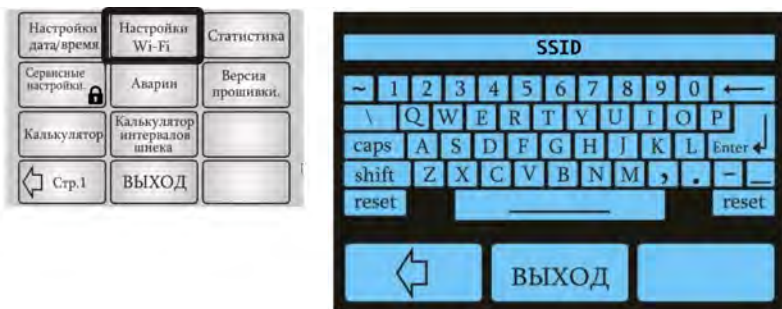 Настройки
дата/время
Настройки
Wi-Fi
Статистика
Сервисные
настройки.
Аварии
Версия
прошивки.
Калькулятор
Калькулятор
интервалов
шнека
Стр.1
ВЫХОД
SSID
~ 1 2 3 4 5 6 7 8 9 0
\ Q W E R T Y U I O P
caps A S D F G H J K L Enter
shift Z X C V B N M , . - _
reset reset
ВЫХОД